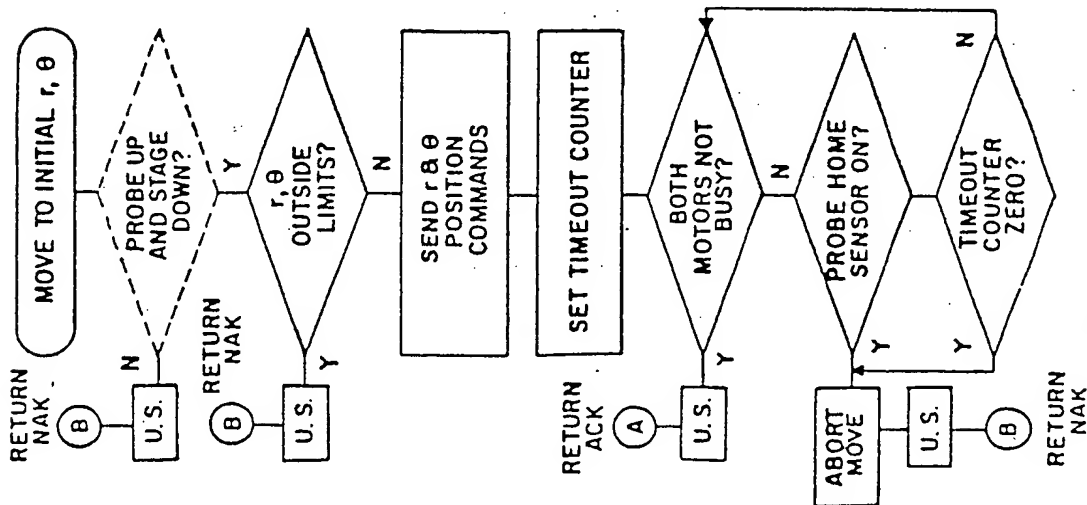 MOVE TO INITIAL r, θ
PROBE UP
AND STAGE
DOWN?
N
Y
RETURN
NAK
B
U.S.
r, θ
OUTSIDE
LIMITS?
Y
N
RETURN
NAK
B
U.S.
SEND r & θ
POSITION
COMMANDS
SET TIMEOUT COUNTER
BOTH
MOTORS NOT
BUSY?
Y
N
RETURN
ACK
A
U.S.
PROBE HOME
SENSOR ON?
Y
ABORT
MOVE
U.S.
B
RETURN
NAK
TIMEOUT
COUNTER
ZERO?
Y
N